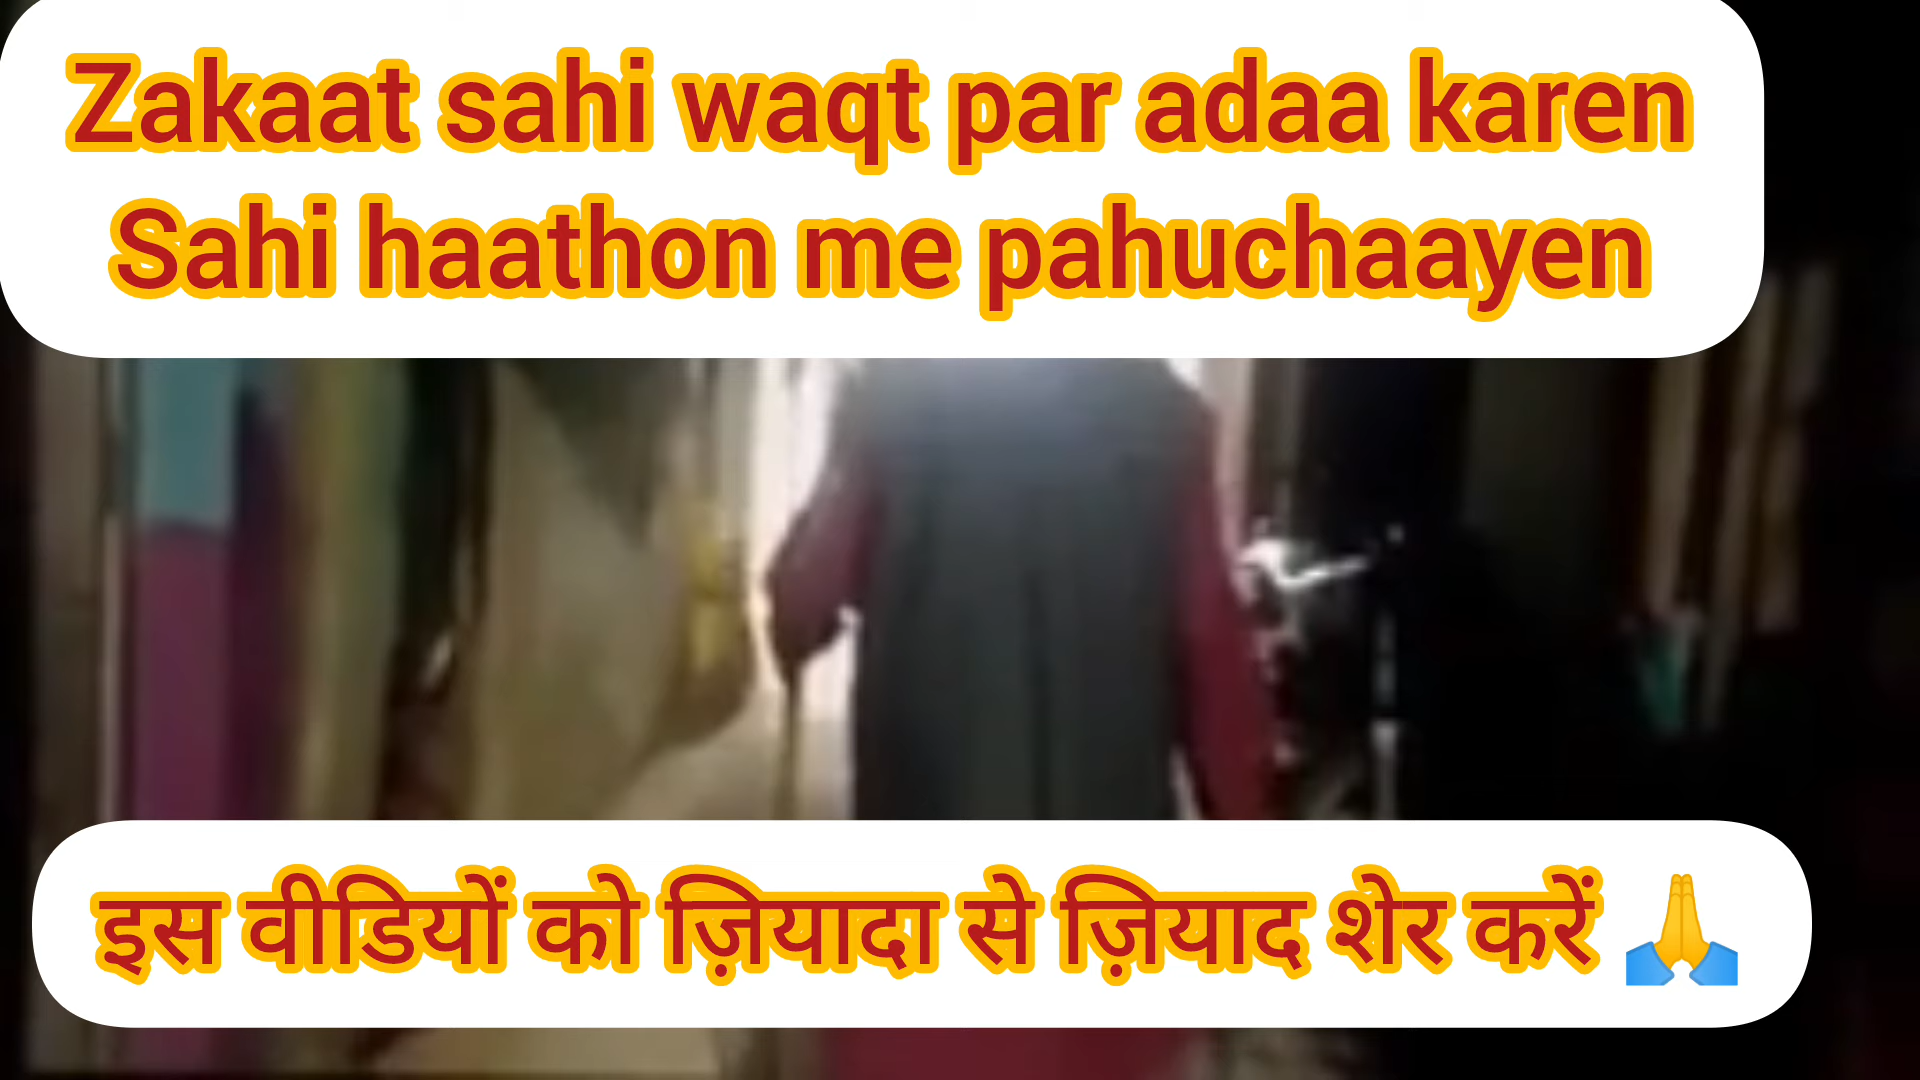 Zakaat sahi waqt par adaa karen
Sahi haathon me pahuchaayen
इस वीडियों को ज़ियादा से ज़ियाद शेर करें 🙏